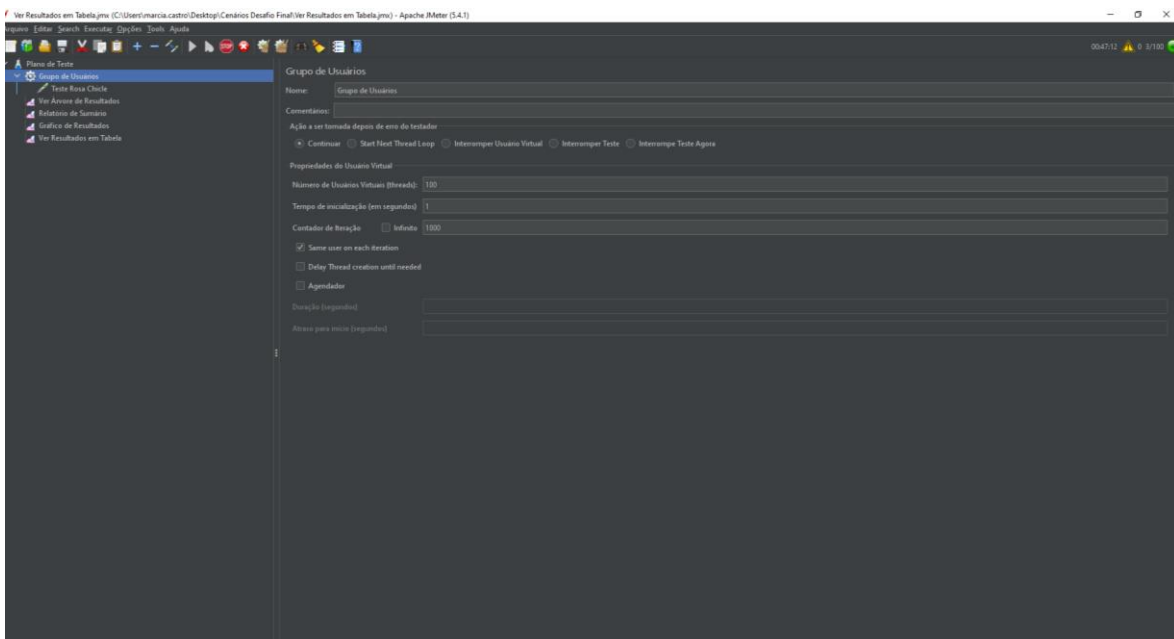 Ver Resultados em Tabela.jmx (C:\Users\marcia.castro\Desktop\Cenários Desafio Final\Ver Resultados em Tabela.jmx) - Apache JMeter (5.4.1)
Arquivo Editar Search Executar Opções Tools Ajuda
STOP
00:47:12 0 3/100
Plano de Teste
Grupo de Usuários
Teste Rosa Chicle
Ver Árvore de Resultados
Relatório de Sumário
Gráfico de Resultados
Ver Resultados em Tabela
Grupo de Usuários
Nome: Grupo de Usuários
Comentários:
Ação a ser tomada depois de erro do testador
Continuar Start Next Thread Loop Interromper Usuário Virtual Interromper Teste Interrompe Teste Agora
Propriedades do Usuário Virtual
Número de Usuários Virtuais (threads): 100
Tempo de inicialização (em segundos) 1
Contador de Iteração Infinito 1000
Same user on each iteration
Delay Thread creation until needed
Agendador
Duração (segundos)
Atraso para início (segundos)